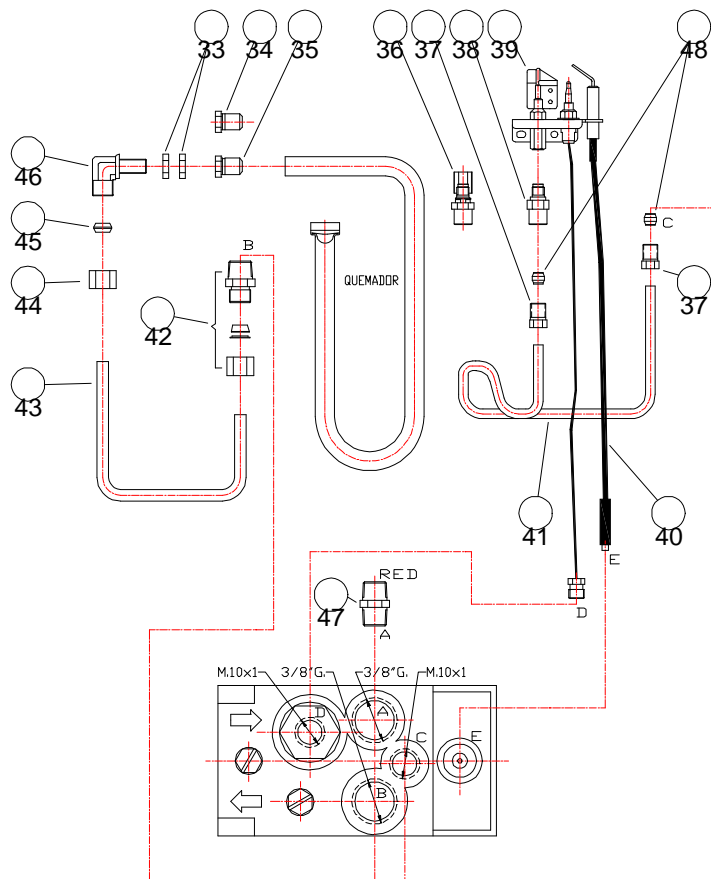 33 34 35 36 37 38 39 48
46
45
44
B
42
43
QUEMADOR
C
37
41
40
E
D
RED
47
A
M.10x1 3/8"G. 3/8"G. M.10x1
D
A
C
E
B